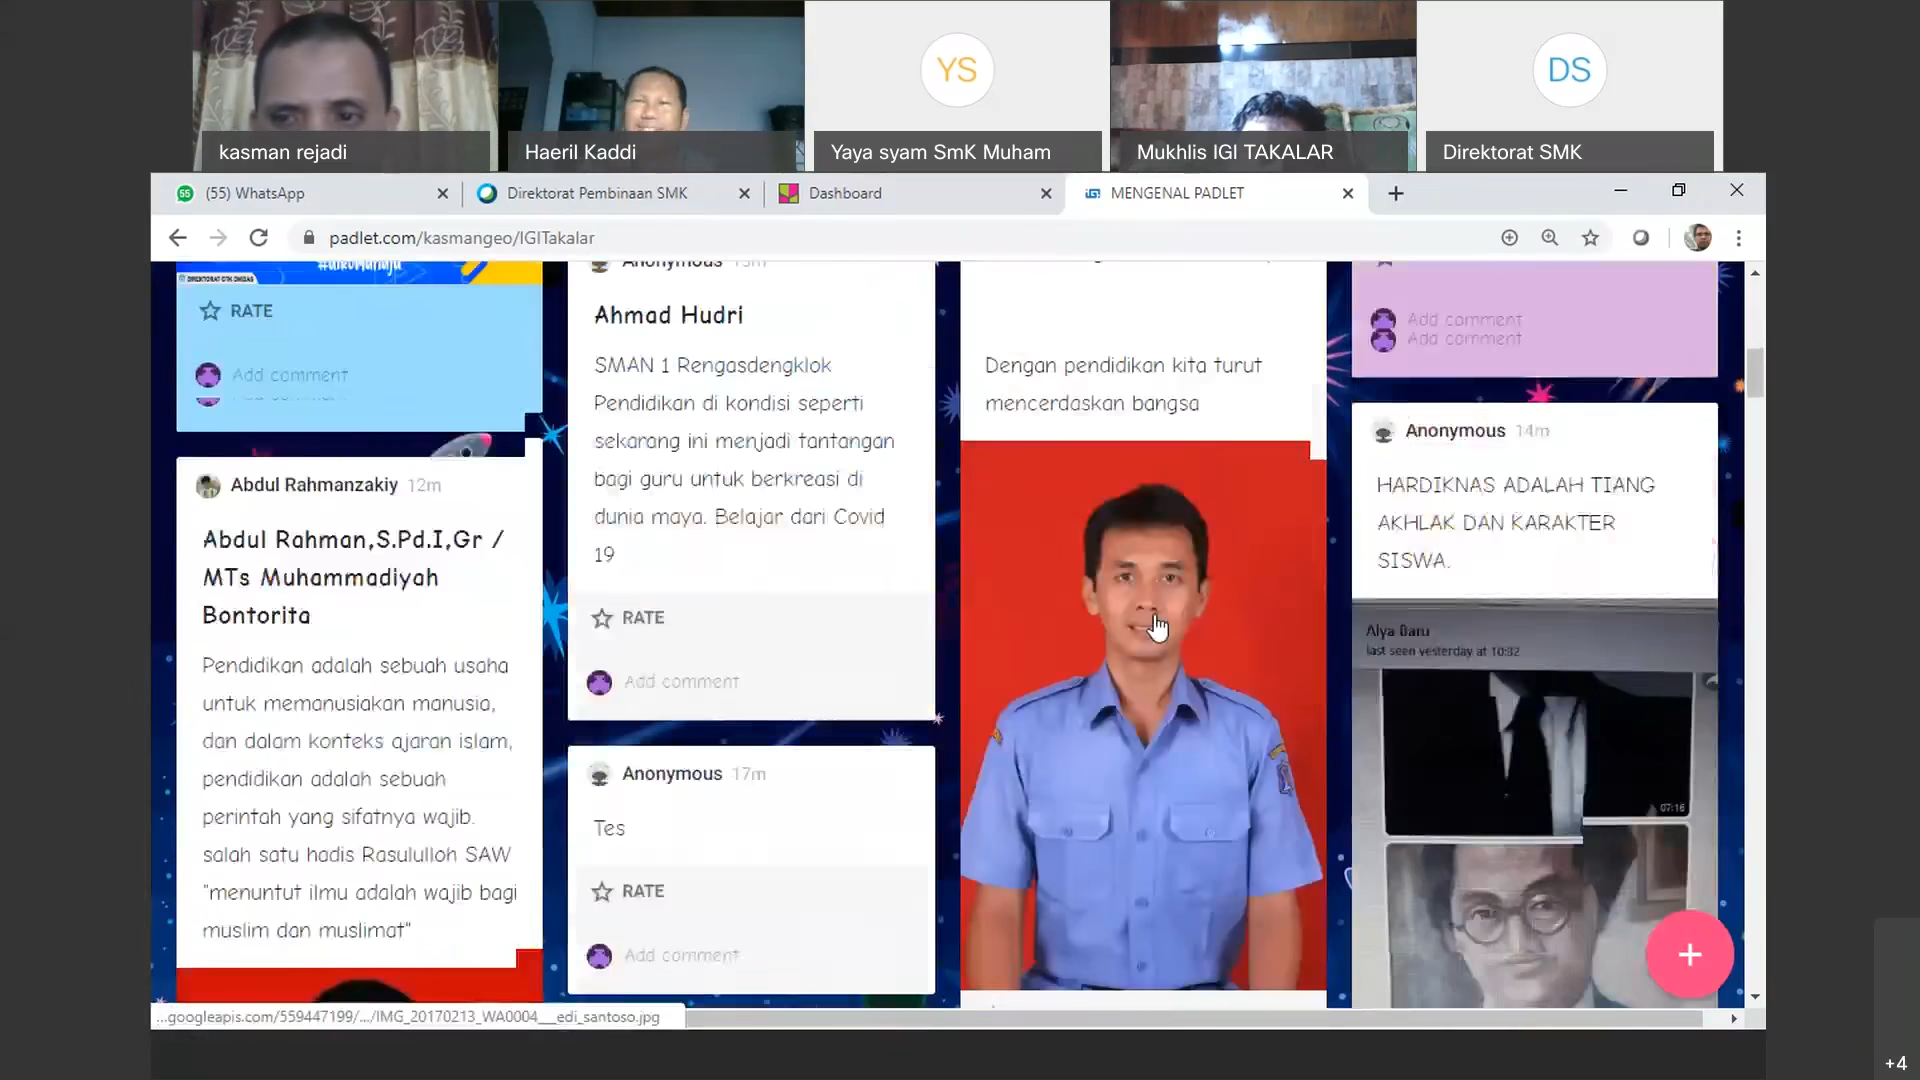 YS
DS
kasman rejadi
Haeril Kaddi
Yaya syam SmK Muham
Mukhlis IGI TAKALAR
Direktorat SMK
(55) WhatsApp
Direktorat Pembinaan SMK
Dashboard
MENGENAL PADLET
padlet.com/kasmangeo/IGITakalar
RATE
Add comment
Abdul Rahmanzakiy 12m
Abdul Rahman,S.Pd.I,Gr /
MTs Muhammadiyah
Bontorita
Pendidikan adalah sebuah usaha
untuk memanusiakan manusia,
dan dalam konteks ajaran islam,
pendidikan adalah sebuah
perintah yang sifatnya wajib.
salah satu hadis Rasululloh SAW
"menuntut ilmu adalah wajib bagi
muslim dan muslimat"
Anonymous
Ahmad Hudri
SMAN 1 Rengasdengklok
Pendidikan di kondisi seperti
sekarang ini menjadi tantangan
bagi guru untuk berkreasi di
dunia maya. Belajar dari Covid
19
RATE
Add comment
Anonymous 17m
Tes
RATE
Add comment
Dengan pendidikan kita turut
mencerdaskan bangsa
Add comment
Add comment
Anonymous 14m
HARDIKNAS ADALAH TIANG
AKHLAK DAN KARAKTER
SISWA.
Alya Baru
last seen yesterday at 10:32
07:16
...googleapis.com/559447199/.../IMG_20170213_WA0004___edi_santoso.jpg
+4